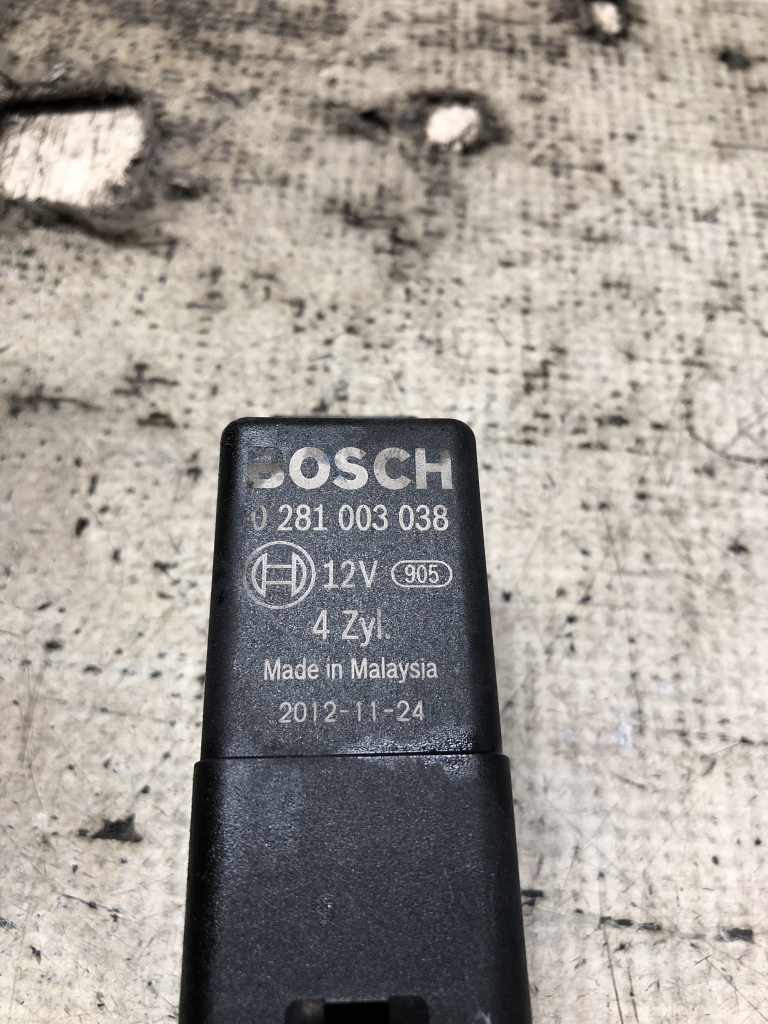 BOSCH
0 281 003 038
12V 905
4 Zyl.
Made in Malaysia
2012-11-24